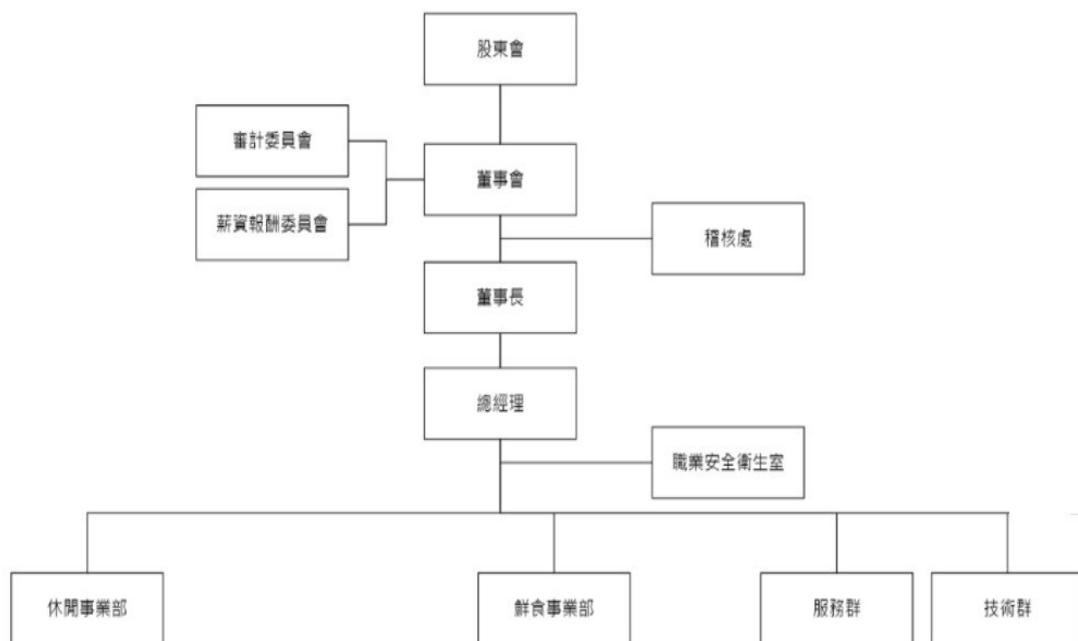 股東會
審計委員會
董事會
薪資報酬委員會
稽核處
董事長
總經理
職業安全衛生室
休閒事業部
鮮食事業部
服務群
技術群